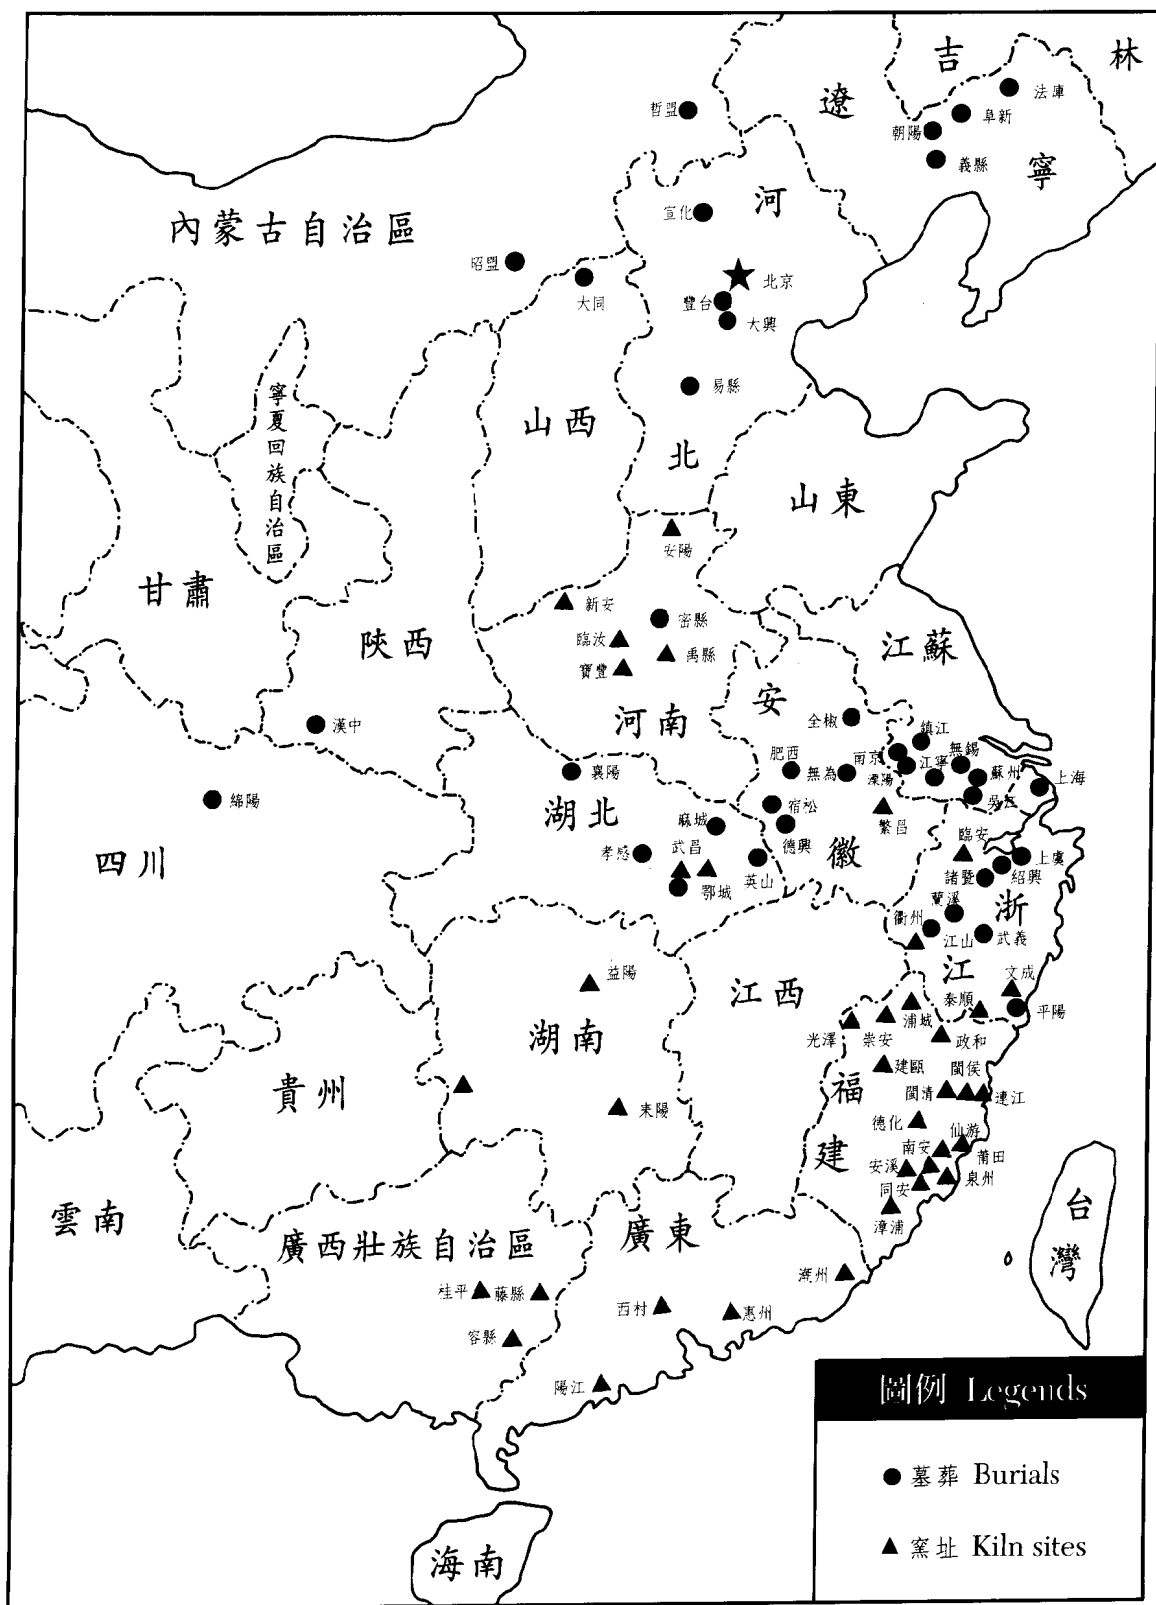 吉林
遼寧
法庫
阜新
朝陽
義縣
哲盟
河北
宣化
內蒙古自治區
昭盟
大同
北京
豐台
大興
易縣
山西
寧夏回族自治區
山東
安陽
甘肅
新安
密縣
臨汝
禹縣
寶豐
陝西
江蘇
安徽
河南
漢中
全椒
鎮江
南京
江寧
無錫
肥西
無為
溧陽
蘇州
上海
吳江
襄陽
綿陽
湖北
宿松
繁昌
麻城
德興
四川
武昌
孝感
英山
鄂城
臨安
上虞
諸暨
紹興
蘭溪
浙江
衢州
江山
武義
益陽
江西
文成
泰順
平陽
湖南
光澤
崇安
浦城
政和
建甌
閩侯
貴州
福建
閩清
連江
耒陽
德化
仙游
南安
莆田
安溪
同安
泉州
漳浦
雲南
廣西壯族自治區
廣東
台灣
潮州
桂平
藤縣
西村
惠州
容縣
陽江
圖例 Legends
墓葬 Burials
窯址 Kiln sites
海南